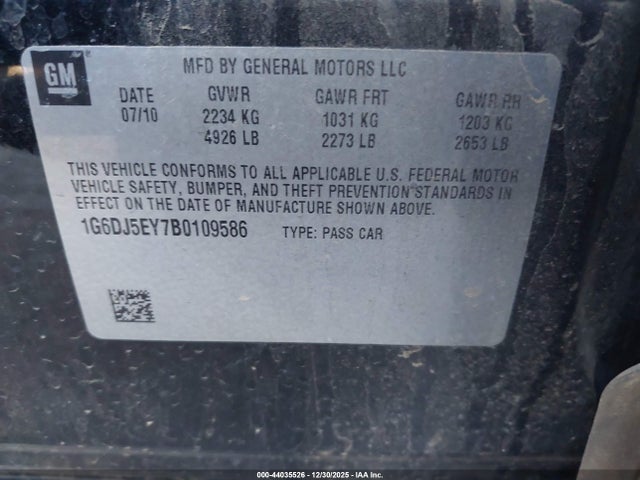 GM
MFD BY GENERAL MOTORS LLC
DATE GVWR GAWR FRT GAWR RR
07/10 2234 KG 1031 KG 1203 KG
4926 LB 2273 LB 2653 LB
THIS VEHICLE CONFORMS TO ALL APPLICABLE U.S. FEDERAL MOTOR
VEHICLE SAFETY, BUMPER, AND THEFT PREVENTION STANDARDS IN
EFFECT ON THE DATE OF MANUFACTURE SHOWN ABOVE.
1G6DJ5EY7B0109586 TYPE: PASS CAR
000-44035526 - 12/30/2025 - IAA Inc.